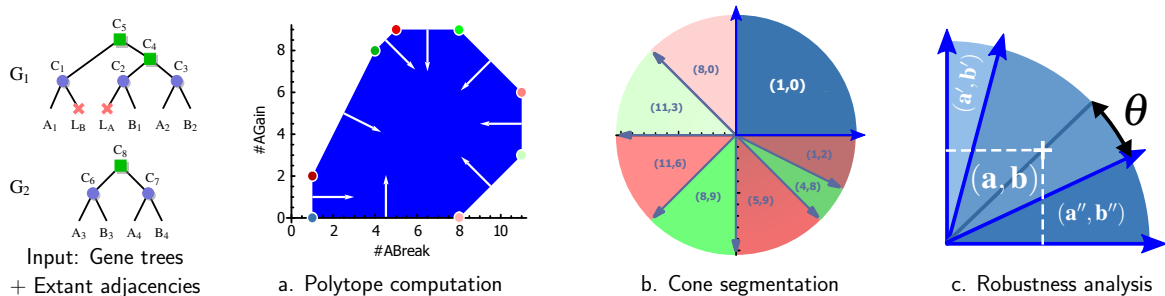 C5
C4
G1
C1 C2 C3
A1 LB LA B1 A2 B2
C8
G2
C6 C7
A3 B3 A4 B4
Input: Gene trees
+ Extant adjacencies
#AGain
8
6
4
2
0
0 2 4 6 8 10
#ABreak
a. Polytope computation
(8,0)
(1,0)
(11,3)
(11,6)
(1,2)
(4,8)
(8,9)
(5,9)
b. Cone segmentation
(a′,b′)
θ
(a,b)
(a″,b″)
c. Robustness analysis